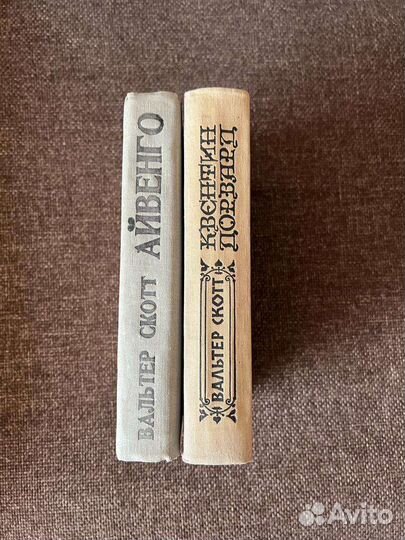 ВАЛЬТЕР СКОТТ АЙВЕНГО
ВАЛЬТЕР СКОТТ
КВЕНТИН
ДОРВАРД
Avito